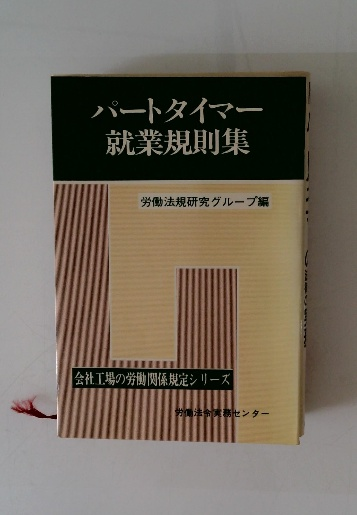 パートタイマー
就業規則集
労働法規研究グループ編
会社工場の労働関係規定シリーズ
労働法令実務センター